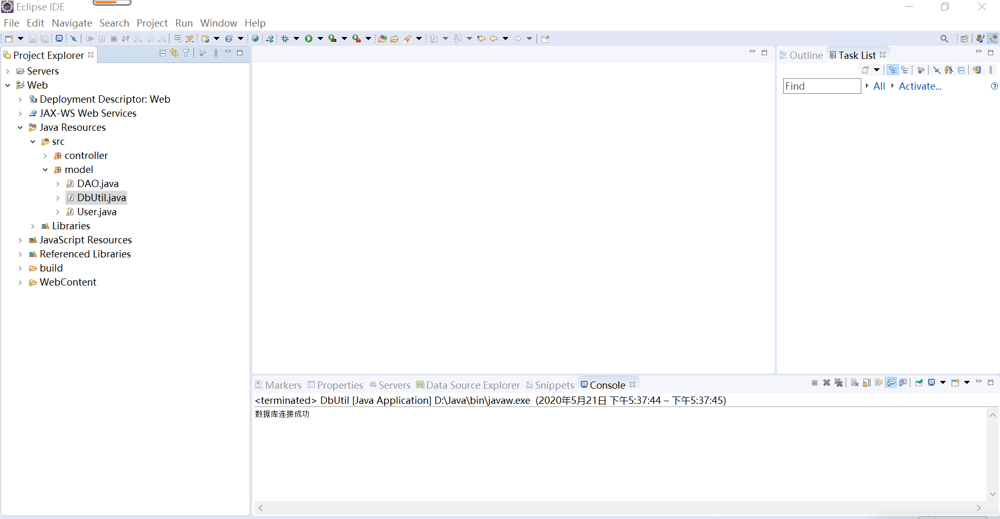 Eclipse IDE
File Edit Navigate Search Project Run Window Help
Project Explorer
Servers
Web
Deployment Descriptor: Web
JAX-WS Web Services
Java Resources
src
controller
model
DAO.java
DbUtil.java
User.java
Libraries
JavaScript Resources
Referenced Libraries
build
WebContent
Outline Task List
Find All Activate...
Markers Properties Servers Data Source Explorer Snippets Console
<terminated> DbUtil [Java Application] D:\Java\bin\javaw.exe (2020年5月21日 下午5:37:44 – 下午5:37:45)
数据库连接成功